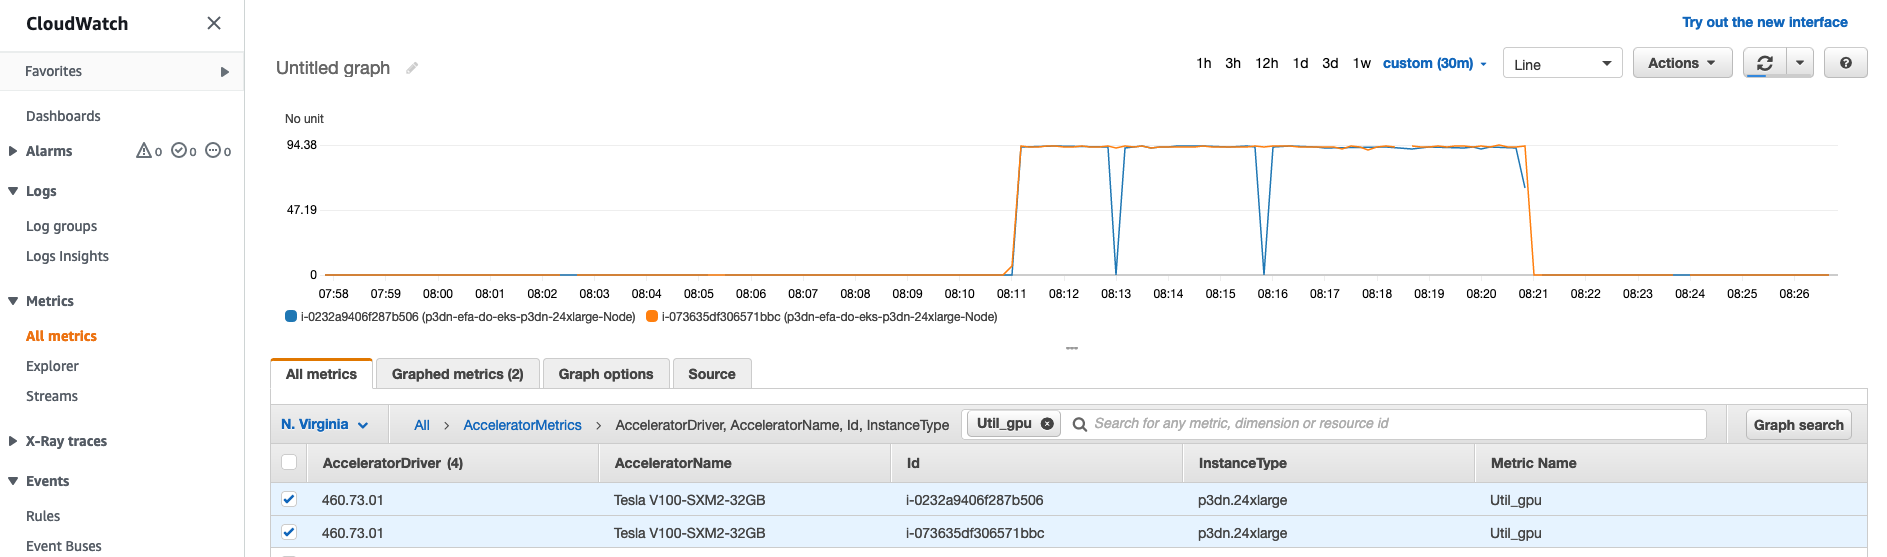 CloudWatch
Favorites
Dashboards
Alarms 0 0 0
Logs
Log groups
Logs Insights
Metrics
All metrics
Explorer
Streams
X-Ray traces
Events
Rules
Event Buses
Try out the new interface
Untitled graph
1h 3h 12h 1d 3d 1w custom (30m) Line Actions
No unit
94.38
47.19
0
07:58 07:59 08:00 08:01 08:02 08:03 08:04 08:05 08:06 08:07 08:08 08:09 08:10 08:11 08:12 08:13 08:14 08:15 08:16 08:17 08:18 08:19 08:20 08:21 08:22 08:23 08:24 08:25 08:26
i-0232a9406f287b506 (p3dn-efa-do-eks-p3dn-24xlarge-Node) i-073635df306571bbc (p3dn-efa-do-eks-p3dn-24xlarge-Node)
All metrics Graphed metrics (2) Graph options Source
N. Virginia All > AcceleratorMetrics > AcceleratorDriver, AcceleratorName, Id, InstanceType Util_gpu Search for any metric, dimension or resource id Graph search
AcceleratorDriver (4) AcceleratorName Id InstanceType Metric Name
460.73.01 Tesla V100-SXM2-32GB i-0232a9406f287b506 p3dn.24xlarge Util_gpu
460.73.01 Tesla V100-SXM2-32GB i-073635df306571bbc p3dn.24xlarge Util_gpu